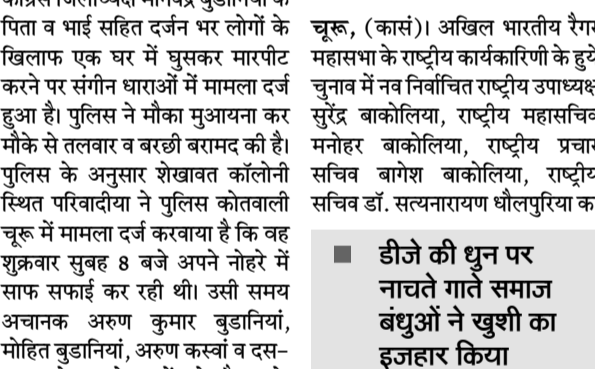 कांग्रेस जिलाध्यक्ष मानवेन्द्र बुडानियां के
पिता व भाई सहित दर्जन भर लोगों के
खिलाफ एक घर में घुसकर मारपीट
करने पर संगीन धाराओं में मामला दर्ज
हुआ है। पुलिस ने मौका मुआयना कर
मौके से तलवार व बरछी बरामद की है।
पुलिस के अनुसार शेखावत कॉलोनी
स्थित परिवादीया ने पुलिस कोतवाली
चूरू में मामला दर्ज करवाया है कि वह
शुक्रवार सुबह 8 बजे अपने नोहरे में
साफ सफाई कर रही थी। उसी समय
अचानक अरुण कुमार बुडानियां,
मोहित बुडानियां, अरुण कस्वां व दस-
चूरू, (कासं)। अखिल भारतीय रैगर
महासभा के राष्ट्रीय कार्यकारिणी के हुये
चुनाव में नव निर्वाचित राष्ट्रीय उपाध्यक्ष
सुरेंद्र बाकोलिया, राष्ट्रीय महासचिव
मनोहर बाकोलिया, राष्ट्रीय प्रचार
सचिव बागेश बाकोलिया, राष्ट्रीय
सचिव डॉ. सत्यनारायण धौलपुरिया का
■ डीजे की धुन पर
नाचते गाते समाज
बंधुओं ने खुशी का
इजहार किया